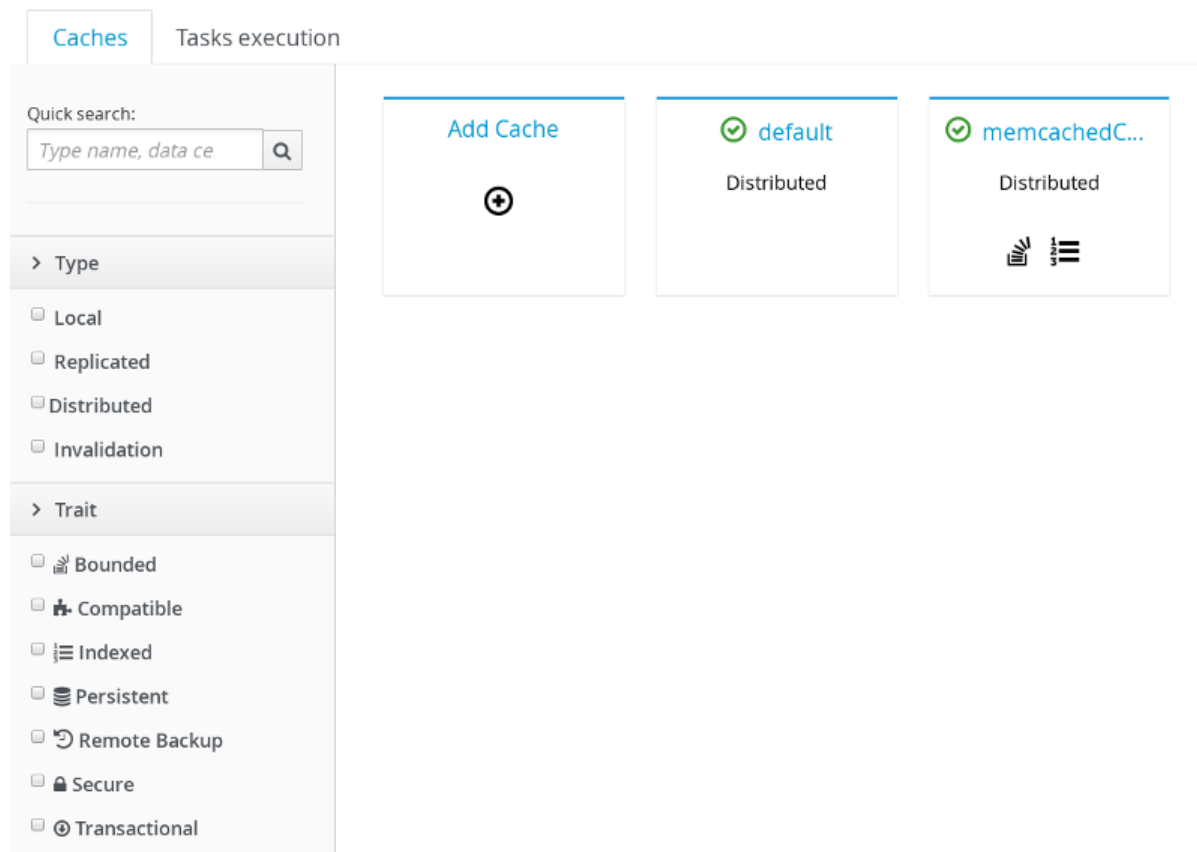 Caches Tasks execution
Quick search:
Type name, data ce
Type
Local
Replicated
Distributed
Invalidation
Trait
Bounded
Compatible
Indexed
Persistent
Remote Backup
Secure
Transactional
Add Cache
default
Distributed
memcachedC...
Distributed